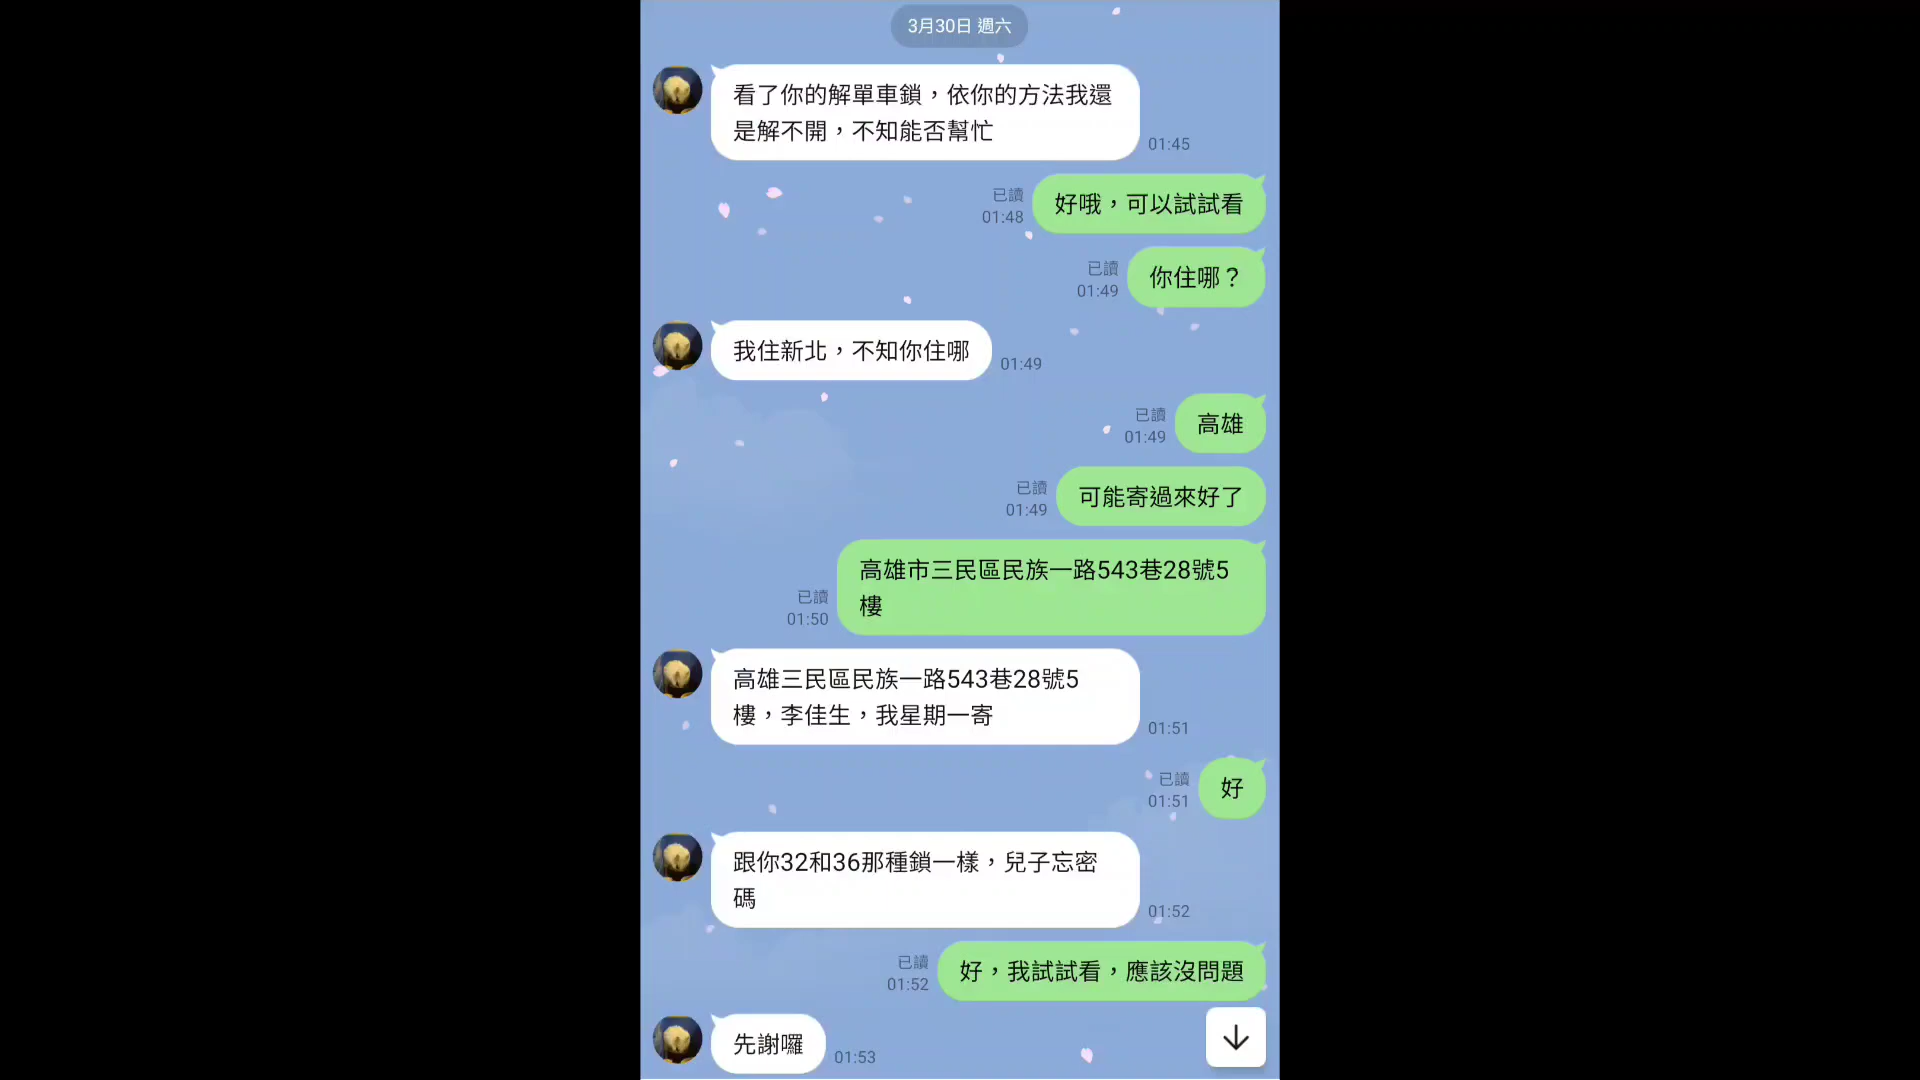 3月30日 週六
看了你的解單車鎖，依你的方法我還
是解不開，不知能否幫忙
01:45
已讀
01:48
好哦，可以試試看
已讀
01:49
你住哪？
我住新北，不知你住哪
01:49
已讀
01:49
高雄
已讀
01:49
可能寄過來好了
高雄市三民區民族一路543巷28號5
樓
已讀
01:50
高雄三民區民族一路543巷28號5
樓，李佳生，我星期一寄
01:51
已讀
01:51
好
跟你32和36那種鎖一樣，兒子忘密
碼
01:52
已讀
01:52
好，我試試看，應該沒問題
先謝囉
01:53